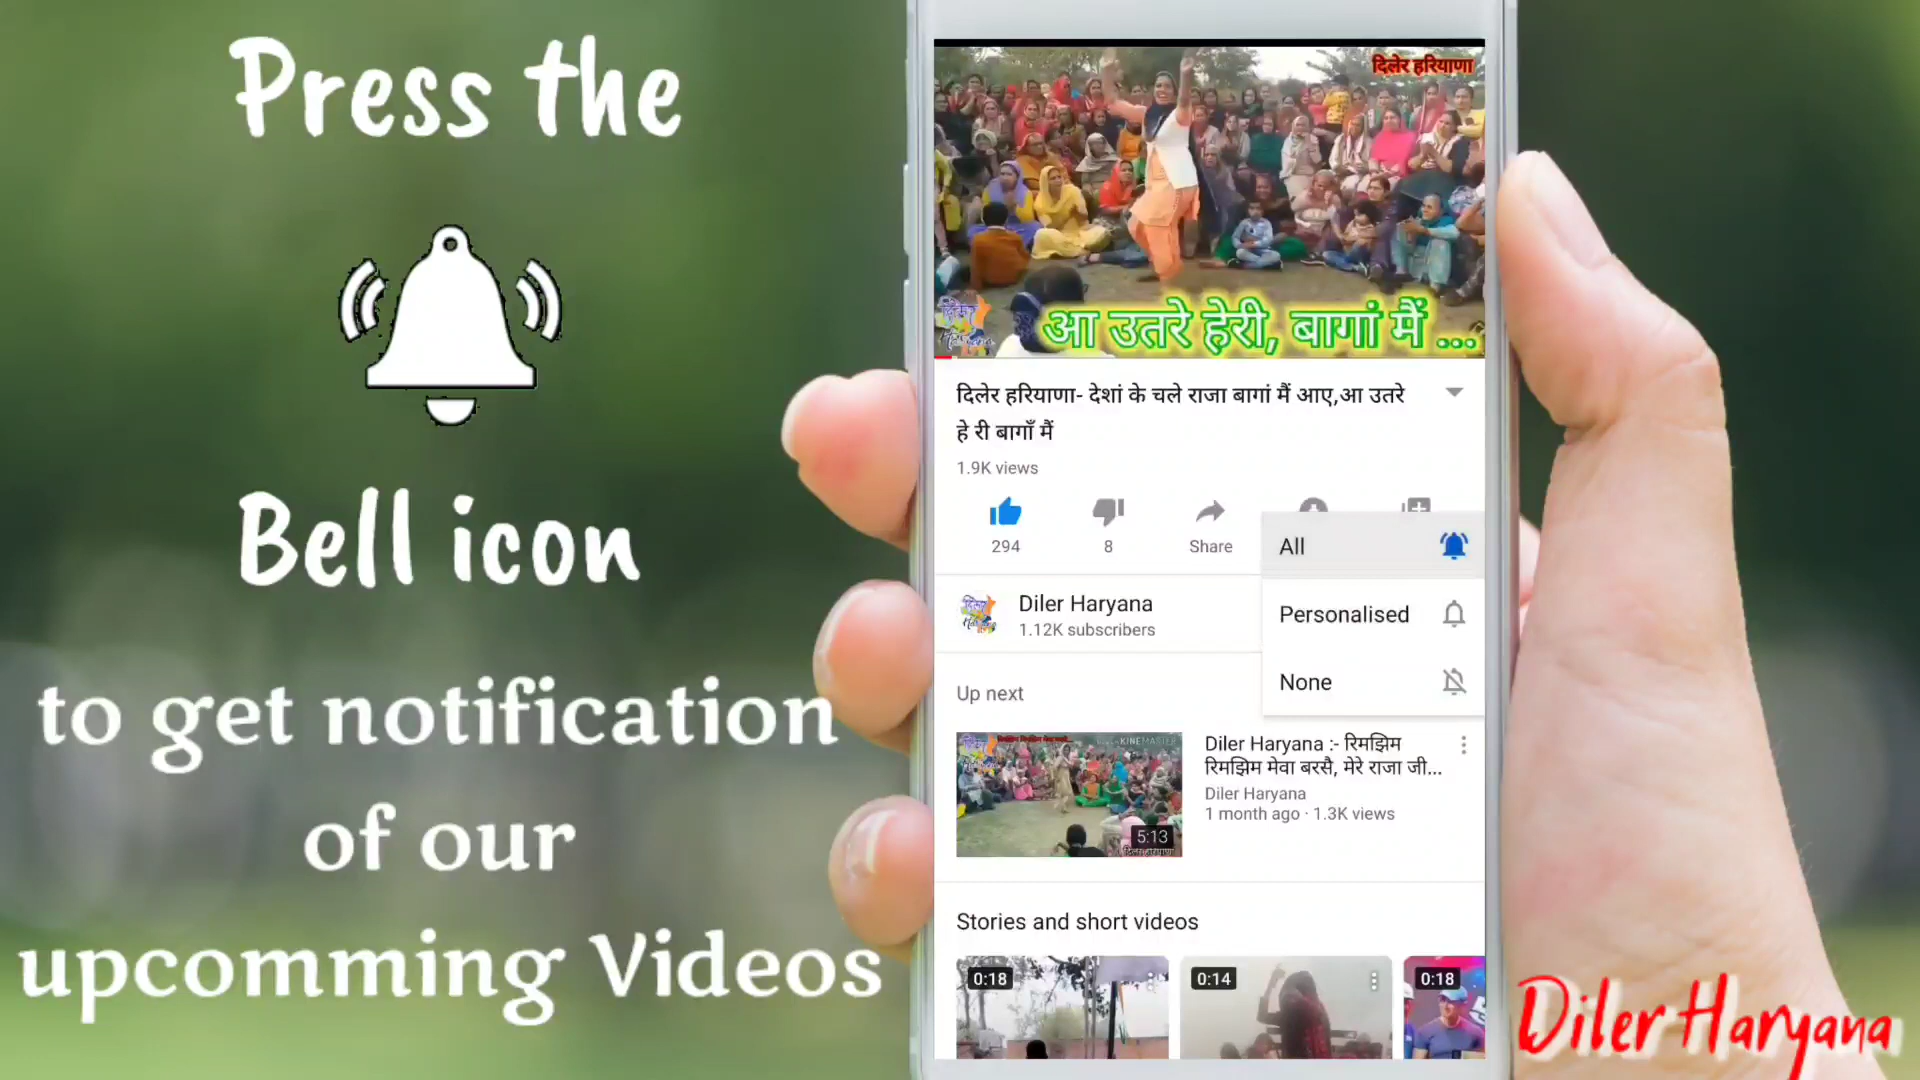 Press the
Bell icon
to get notification
of our
upcomming Videos
दिलेर हरियाणा
आ उतरे हेरी, बागां मैं ...
दिलेर हरियाणा- देशां के चले राजा बागां मैं आए,आ उतरे
हे री बागाँ मैं
1.9K views
294
8
Share
All
Personalised
None
Diler Haryana
1.12K subscribers
Up next
5:13
Diler Haryana :- रिमझिम
रिमझिम मेवा बरसै, मेरे राजा जी...
Diler Haryana
1 month ago · 1.3K views
Stories and short videos
0:18
0:14
0:18
Diler Haryana